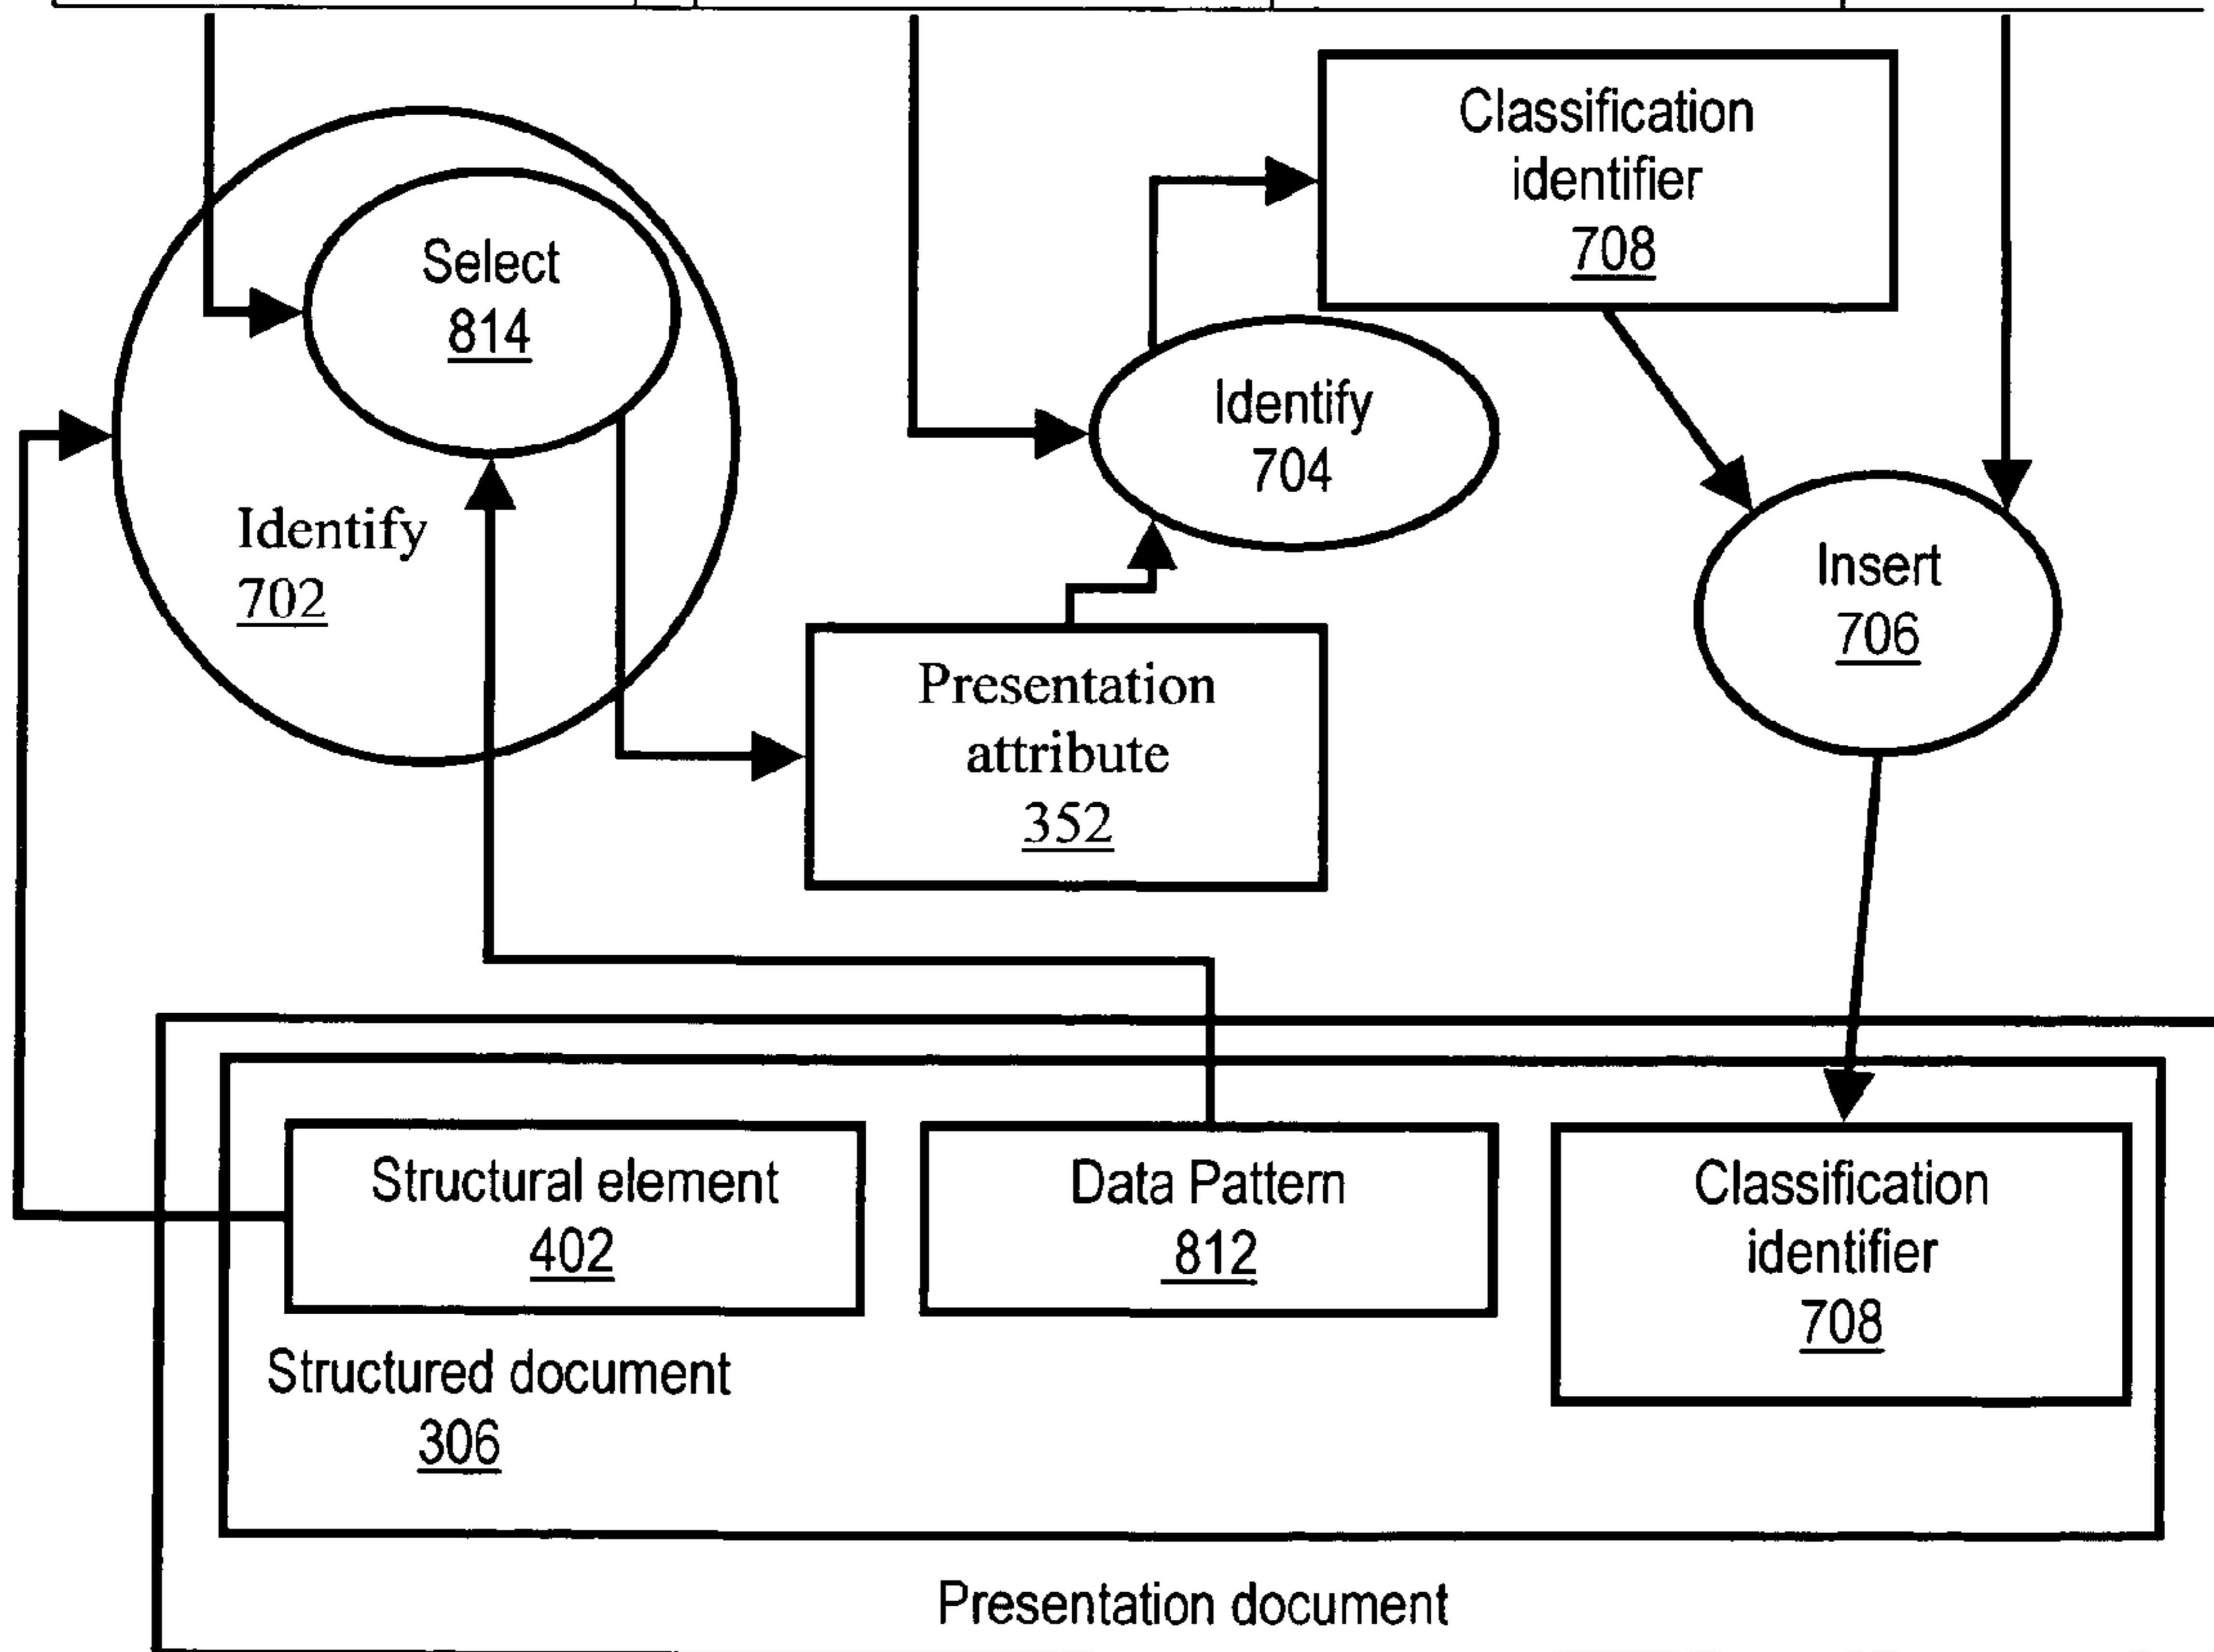 Classification
identifier
708
Select
814
Identify
704
Identify
702
Insert
706
Presentation
attribute
352
Structural element
402
Data Pattern
812
Classification
identifier
708
Structured document
306
Presentation document